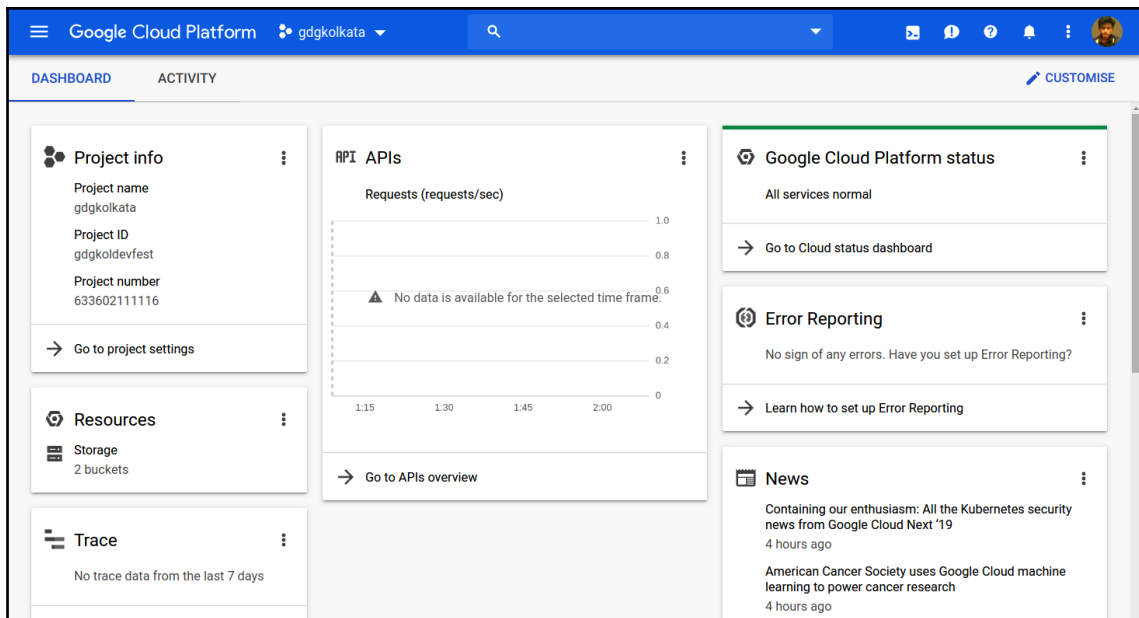 Google Cloud Platform
gdgkolkata
DASHBOARD
ACTIVITY
CUSTOMISE
Project info
Project name
gdgkolkata
Project ID
gdgkoldevfest
Project number
633602111116
Go to project settings
Resources
Storage
2 buckets
Trace
No trace data from the last 7 days
API APIs
Requests (requests/sec)
1.0
0.8
No data is available for the selected time frame.
0.6
0.4
0.2
0
1:15 1:30 1:45 2:00
Go to APIs overview
Google Cloud Platform status
All services normal
Go to Cloud status dashboard
Error Reporting
No sign of any errors. Have you set up Error Reporting?
Learn how to set up Error Reporting
News
Containing our enthusiasm: All the Kubernetes security
news from Google Cloud Next ‘19
4 hours ago
American Cancer Society uses Google Cloud machine
learning to power cancer research
4 hours ago